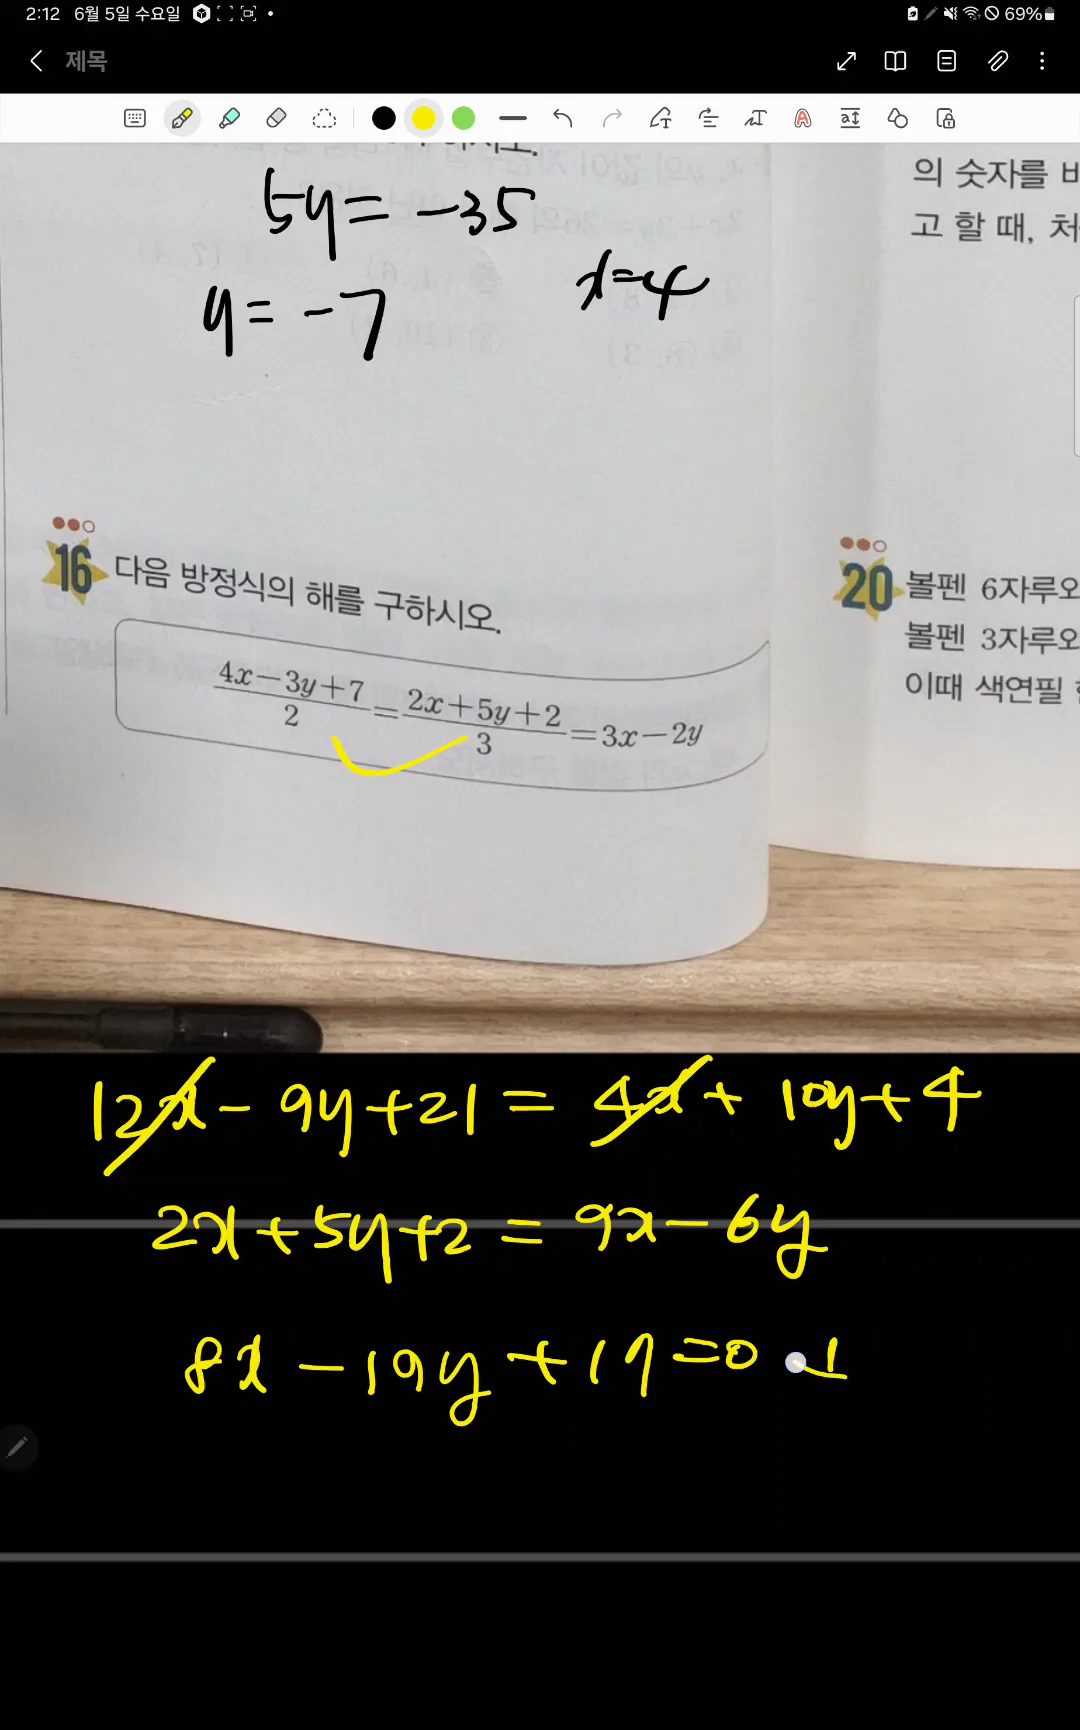 2:12 6월 5일 수요일 69%
제목
5y = -35
y = -7
x=4
16 다음 방정식의 해를 구하시오.
(4x-3y+7)/2 = (2x+5y+2)/3 = 3x-2y
의 숫자를 바
고 할 때, 처
20 볼펜 6자루와
볼펜 3자루와
이때 색연필
12x - 9y+21 = 4x + 10y+4
2x+5y+2 = 9x-6y
8x - 19y + 17 = 0